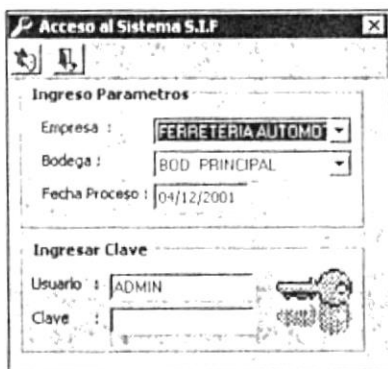 Acceso al Sistema S.I.F
Ingreso Parametros
Empresa : FERRETERIA AUTOMOT
Bodega : BOD PRINCIPAL
Fecha Proceso : 04/12/2001
Ingresar Clave
Usuario : ADMIN
Clave :